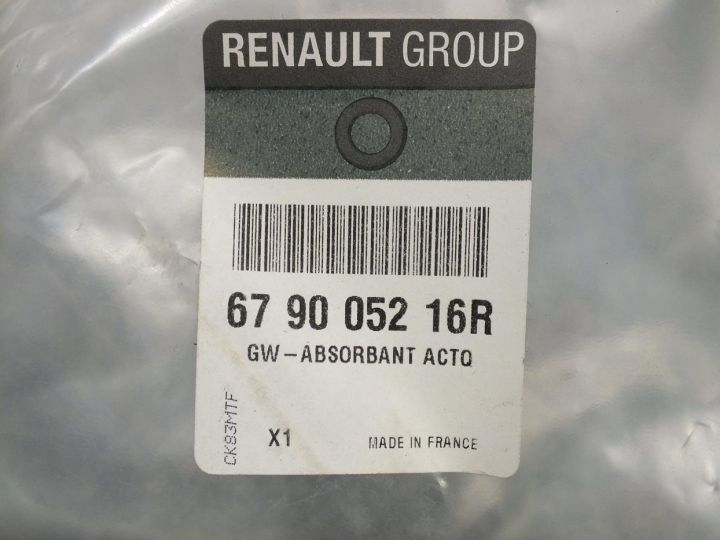 RENAULT GROUP
67 90 052 16R
GW-ABSORBANT ACTQ
CK83MTF
X1
MADE IN FRANCE